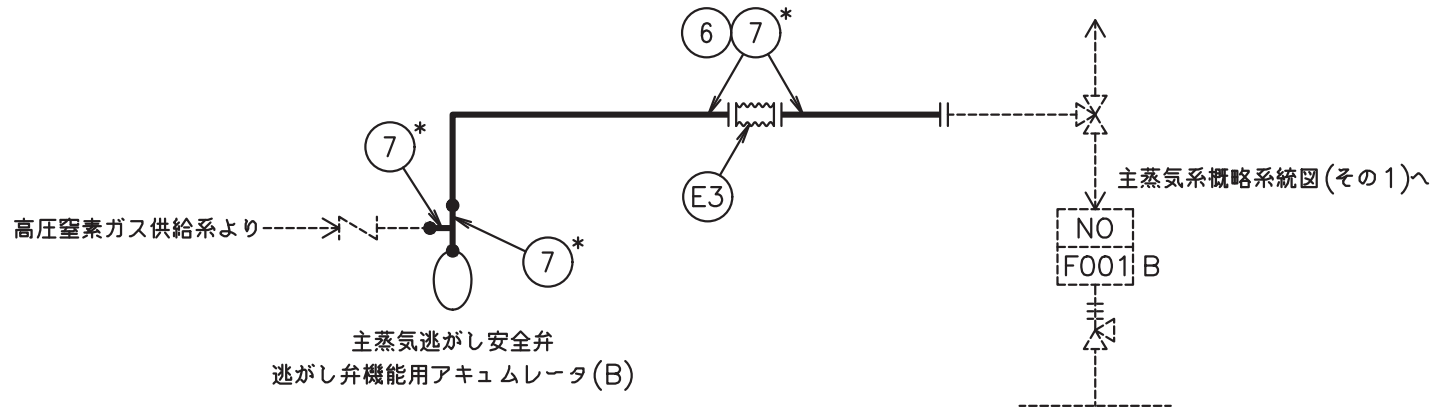 6 7*
7*
主蒸気系概略系統図(その1)へ
E3
高圧窒素ガス供給系より
NO
7*
F001 B
主蒸気逃がし安全弁
逃がし弁機能用アキュムレータ(B)